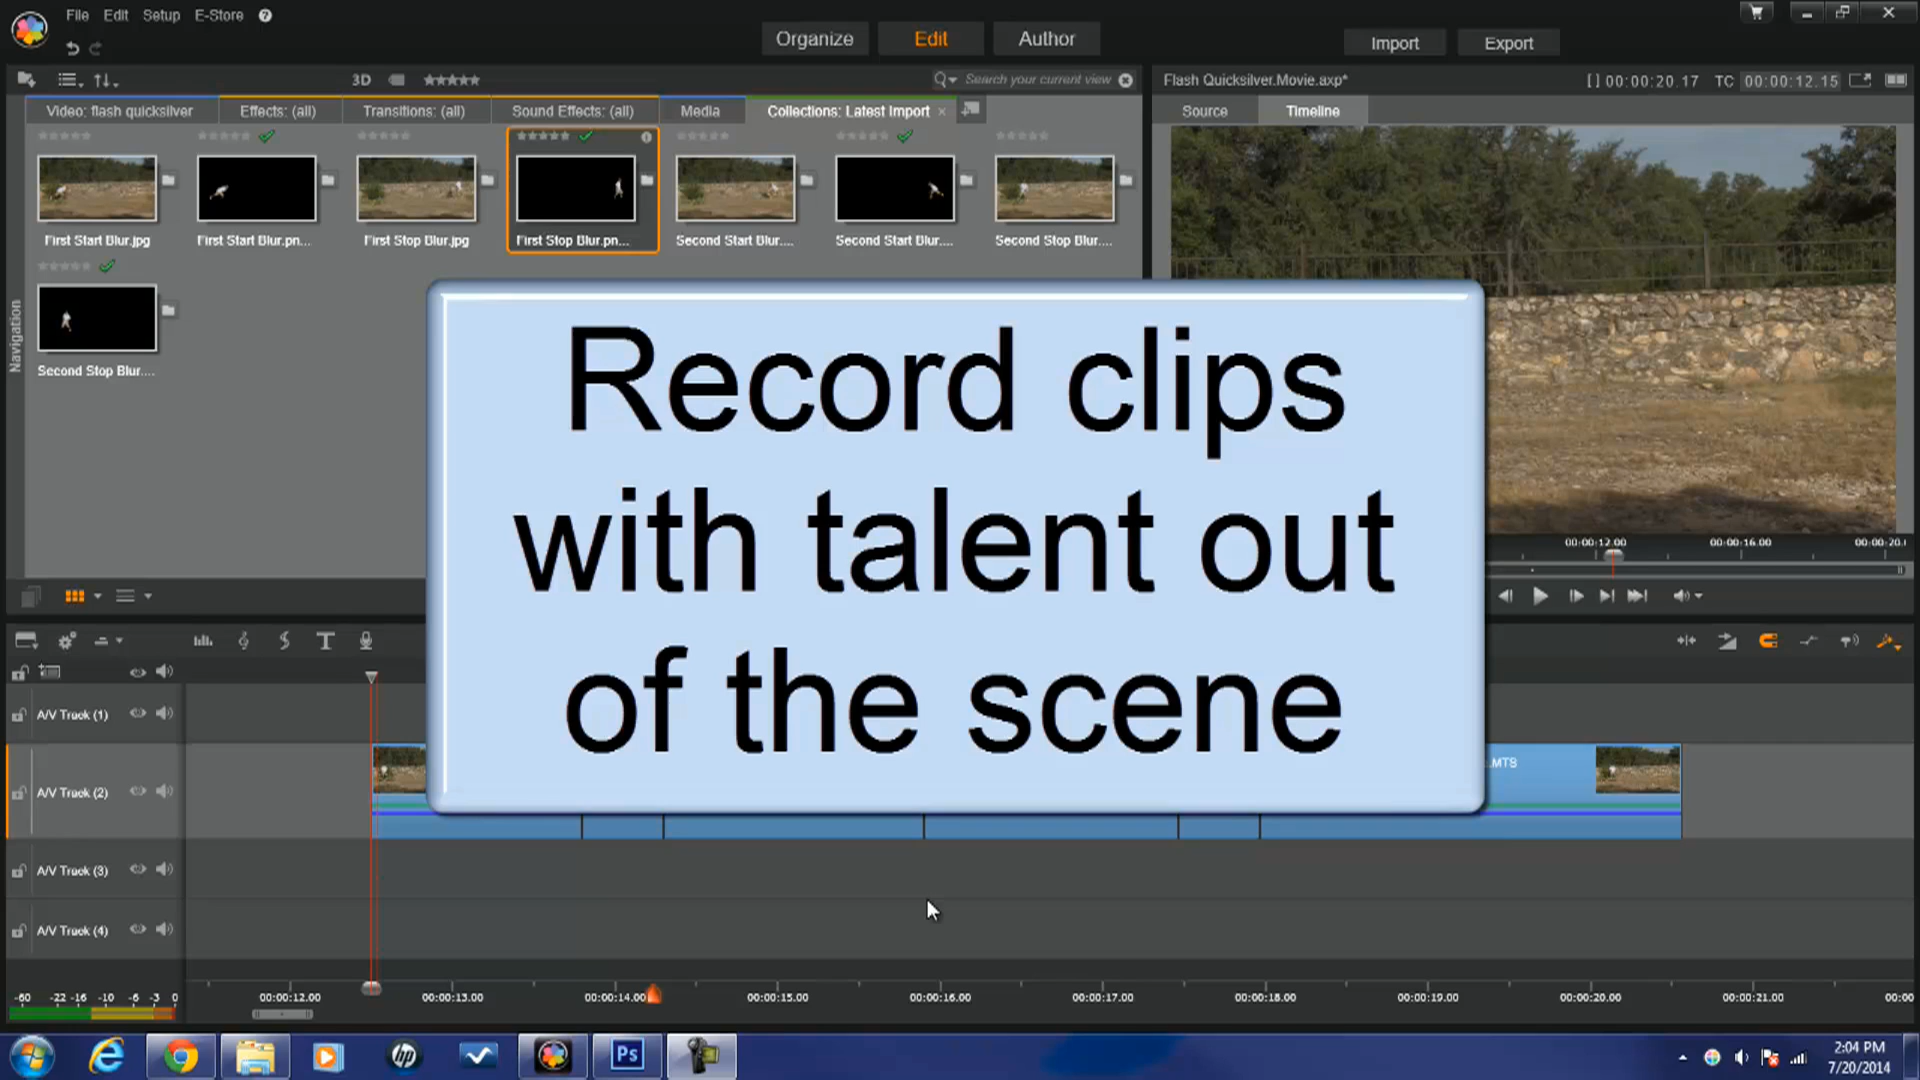 File Edit Setup E-Store ?
Organize Edit Author
Import Export
3D
Search your current view
Flash Quicksilver.Movie.axp*
[ ] 00:00:20.17 TC 00:00:12.15
Video: flash quicksilver Effects: (all) Transitions: (all) Sound Effects: (all) Media Collections: Latest Import
Source Timeline
First Start Blur.jpg First Start Blur.pn... First Stop Blur.jpg First Stop Blur.pn... Second Start Blur.... Second Start Blur.... Second Stop Blur....
Navigation
Second Stop Blur....
Record clips
with talent out
of the scene
00:00:12.00 00:00:16.00 00:00:20.
A/V Track (1)
.MTS
A/V Track (2)
A/V Track (3)
A/V Track (4)
-60 -22 -16 -10 -6 -3 0
00:00:12.00 00:00:13.00 00:00:14.00 00:00:15.00 00:00:16.00 00:00:17.00 00:00:18.00 00:00:19.00 00:00:20.00 00:00:21.00 00:00
hp
Ps
2:04 PM
7/20/2014